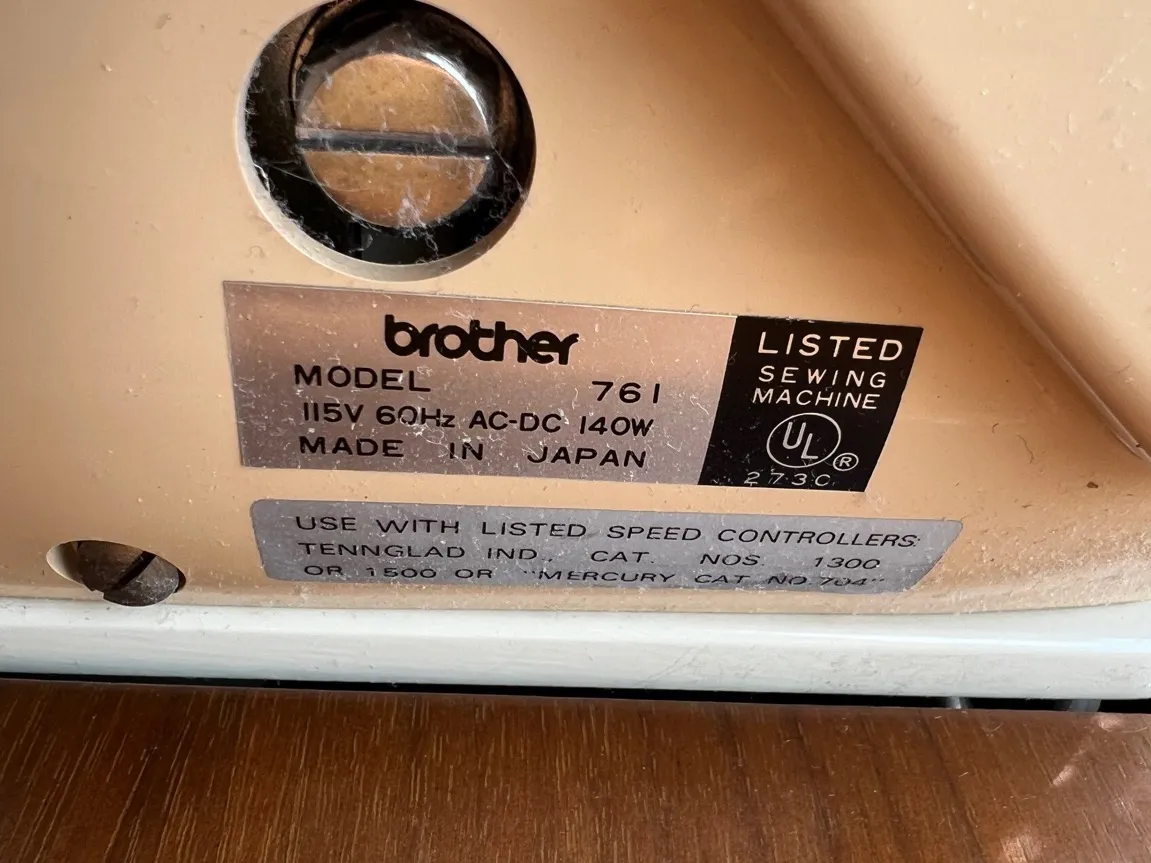 brother
MODEL 761
115V 60Hz AC-DC 140W
MADE IN JAPAN
LISTED
SEWING
MACHINE
UL ®
273C
USE WITH LISTED SPEED CONTROLLERS:
TENNGLAD IND., CAT. NOS. 1300
OR 1500 OR "MERCURY CAT NO. 704"